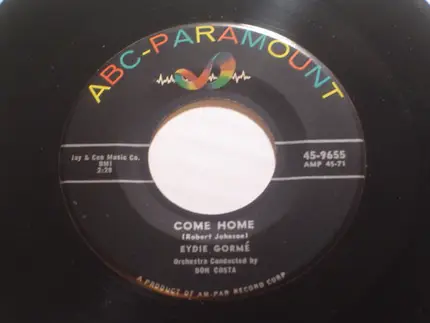 ABC-PARAMOUNT
Jay & Cee Music Co.
BMI
2:28
45-9655
AMP 45-71
COME HOME
(Robert Johnson)
EYDIE GORMÉ
Orchestra Conducted by
DON COSTA
A PRODUCT OF AM-PAR RECORD CORP